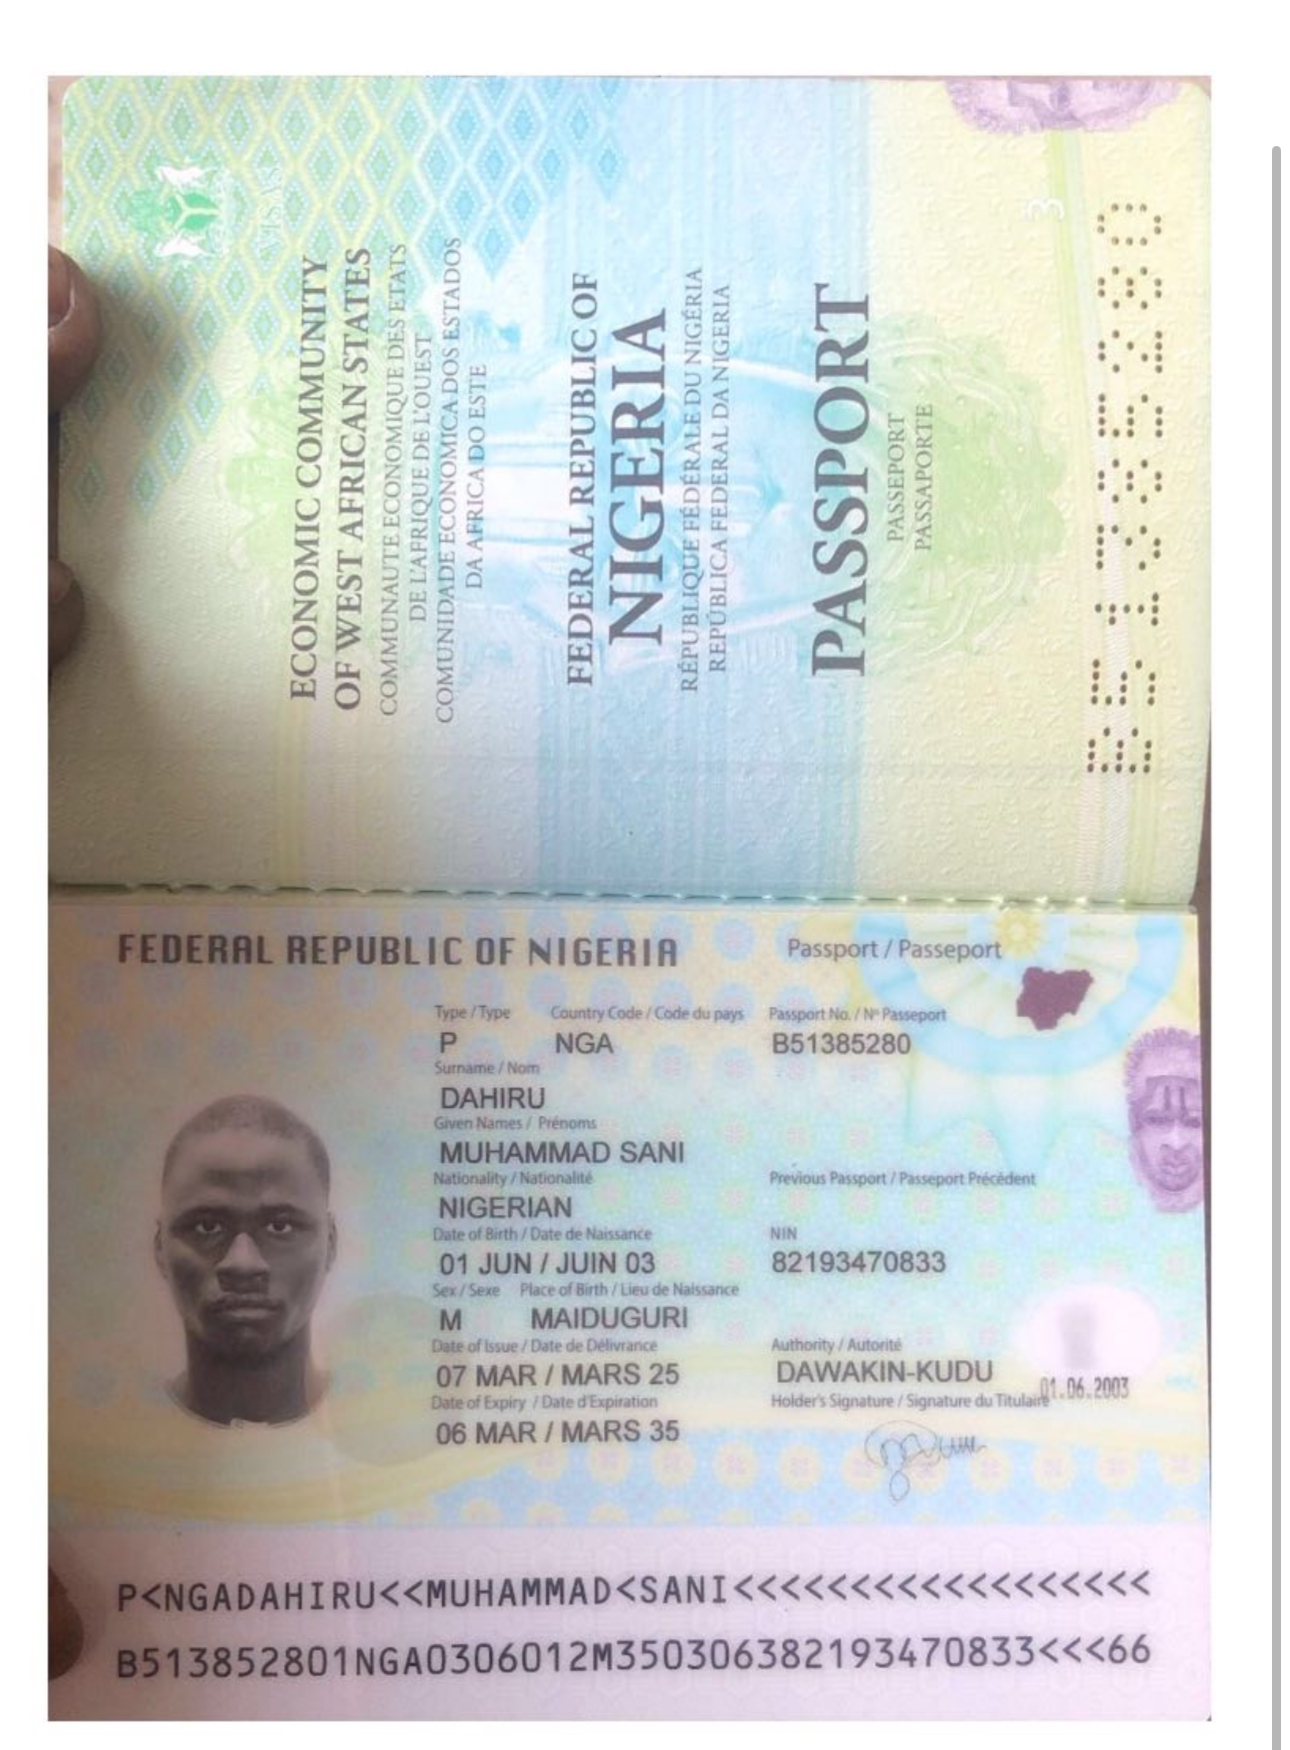 ECONOMIC COMMUNITY
OF WEST AFRICAN STATES
COMMUNAUTE ECONOMIQUE DES ETATS
DE L'AFRIQUE DE L'OUEST
COMUNIDADE ECONOMICA DOS ESTADOS
DA AFRICA DO ESTE
FEDERAL REPUBLIC OF
NIGERIA
RÉPUBLIQUE FÉDÉRALE DU NIGÉRIA
REPÚBLICA FEDERAL DA NIGERIA
PASSPORT
PASSEPORT
PASSAPORTE
3
B51385280
FEDERAL REPUBLIC OF NIGERIA Passport / Passeport
Type / Type Country Code / Code du pays Passport No. / Nº Passeport
P NGA B51385280
Surname / Nom
DAHIRU
Given Names / Prénoms
MUHAMMAD SANI
Nationality / Nationalité Previous Passport / Passeport Précédent
NIGERIAN
Date of Birth / Date de Naissance NIN
01 JUN / JUIN 03 82193470833
Sex / Sexe Place of Birth / Lieu de Naissance
M MAIDUGURI
Date of Issue / Date de Délivrance Authority / Autorité
07 MAR / MARS 25 DAWAKIN-KUDU
01.06.2003
Date of Expiry / Date d'Expiration Holder's Signature / Signature du Titulaire
06 MAR / MARS 35
P<NGADAHIRU<<MUHAMMAD<SANI<<<<<<<<<<<<<<<<<<
B513852801NGA0306012M350306382193470833<<<66